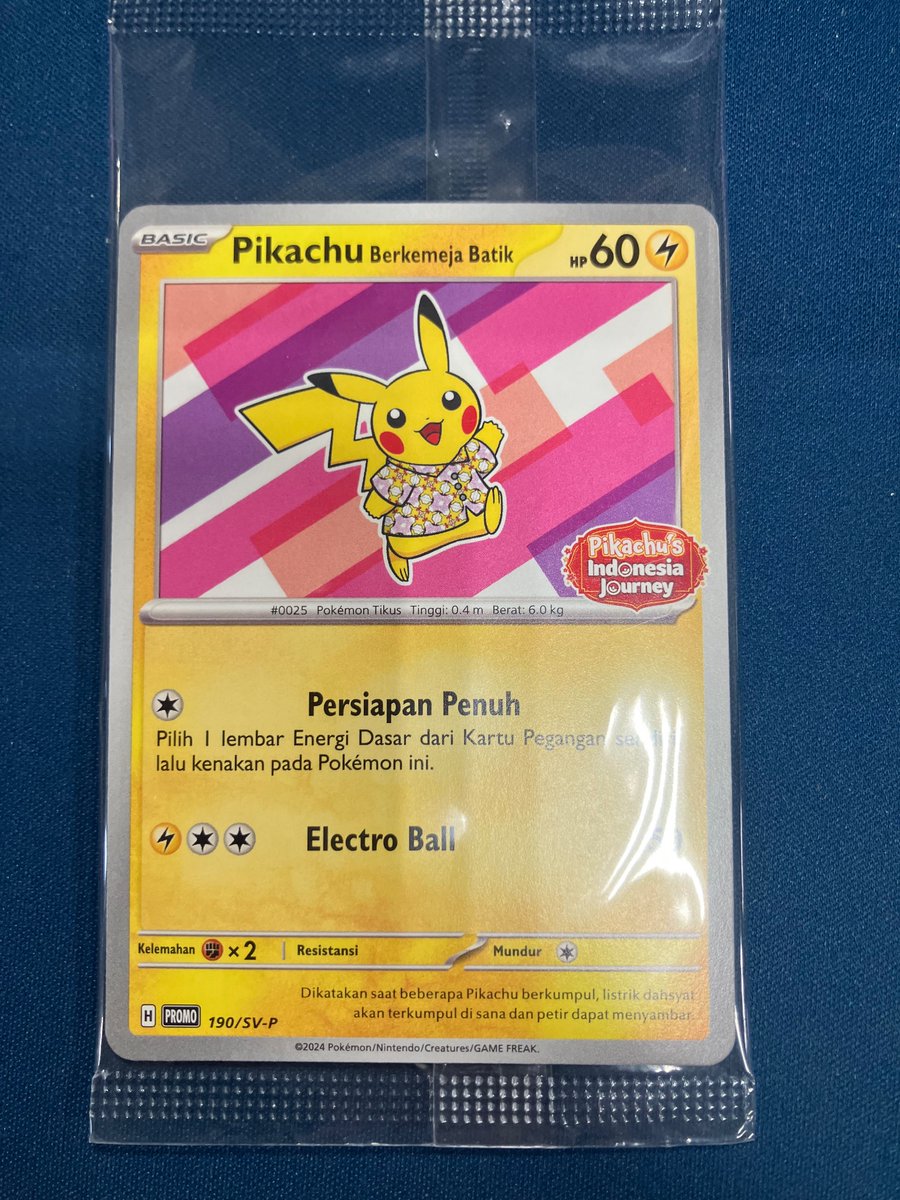 BASIC Pikachu Berkemeja Batik HP 60
Pikachu's
Indonesia
Journey
#0025 Pokémon Tikus Tinggi: 0.4 m Berat: 6.0 kg
Persiapan Penuh
Pilih 1 lembar Energi Dasar dari Kartu Pegangan
lalu kenakan pada Pokémon ini.
Electro Ball
Kelemahan ×2 Resistansi Mundur
Dikatakan saat beberapa Pikachu berkumpul, listrik dahsyat
akan terkumpul di sana dan petir dapat menyambar.
H PROMO 190/SV-P
©2024 Pokémon/Nintendo/Creatures/GAME FREAK.